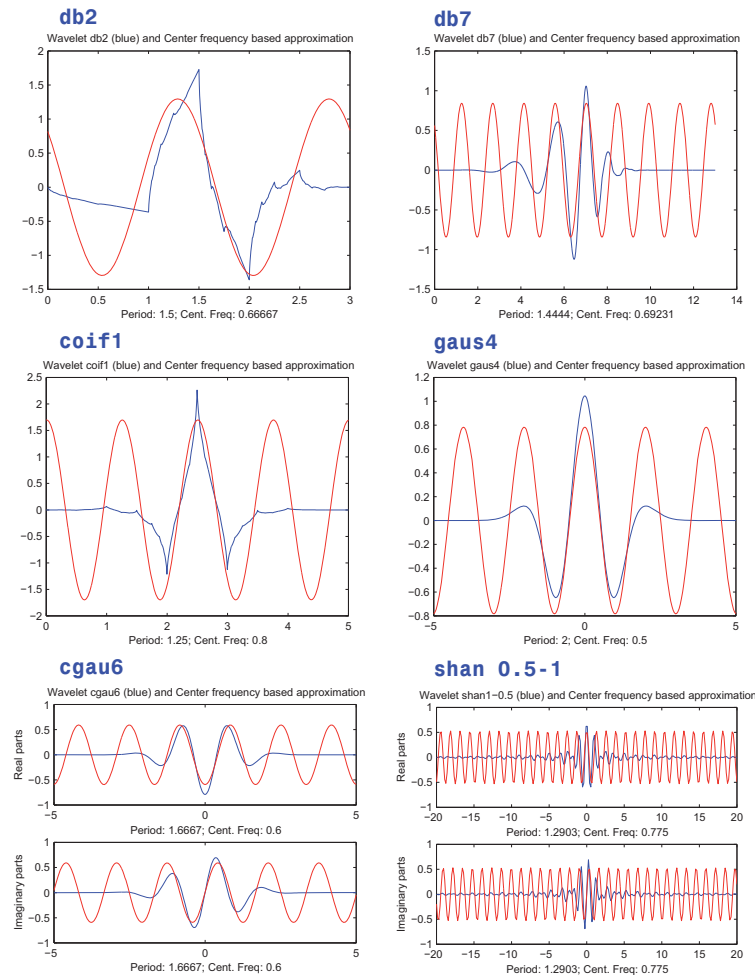 db2
Wavelet db2 (blue) and Center frequency based approximation
2
1.5
1
0.5
0
−0.5
−1
−1.5
0 0.5 1 1.5 2 2.5 3
Period: 1.5; Cent. Freq: 0.66667
db7
Wavelet db7 (blue) and Center frequency based approximation
1.5
1
0.5
0
−0.5
−1
−1.5
0 2 4 6 8 10 12 14
Period: 1.4444; Cent. Freq: 0.69231
coif1
Wavelet coif1 (blue) and Center frequency based approximation
2.5
2
1.5
1
0.5
0
−0.5
−1
−1.5
−2
0 1 2 3 4 5
Period: 1.25; Cent. Freq: 0.8
gaus4
Wavelet gaus4 (blue) and Center frequency based approximation
1.2
1
0.8
0.6
0.4
0.2
0
−0.2
−0.4
−0.6
−0.8
−5 0 5
Period: 2; Cent. Freq: 0.5
cgau6
Wavelet cgau6 (blue) and Center frequency based approximation
Real parts
1
0.5
0
−0.5
−1
−5 0 5
Period: 1.6667; Cent. Freq: 0.6
Imaginary parts
1
0.5
0
−0.5
−1
−5 0 5
Period: 1.6667; Cent. Freq: 0.6
shan 0.5-1
Wavelet shan1−0.5 (blue) and Center frequency based approximation
Real parts
1
0.5
0
−0.5
−1
−20 −15 −10 −5 0 5 10 15 20
Period: 1.2903; Cent. Freq: 0.775
Imaginary parts
1
0.5
0
−0.5
−1
−20 −15 −10 −5 0 5 10 15 20
Period: 1.2903; Cent. Freq: 0.775